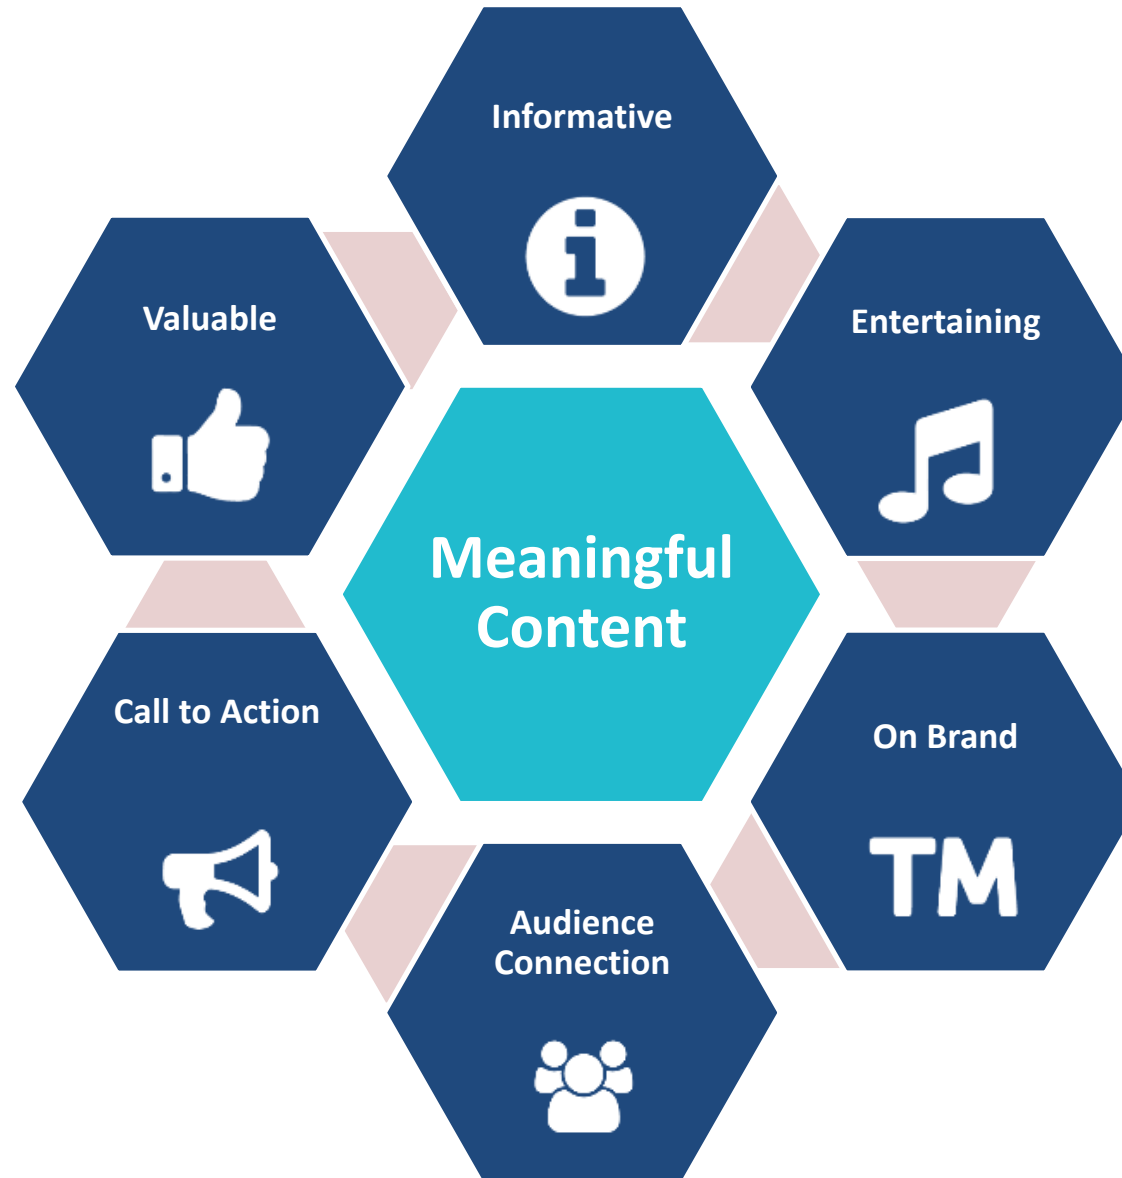 Informative
Valuable
Entertaining
Meaningful
Content
Call to Action
On Brand
TM
Audience
Connection